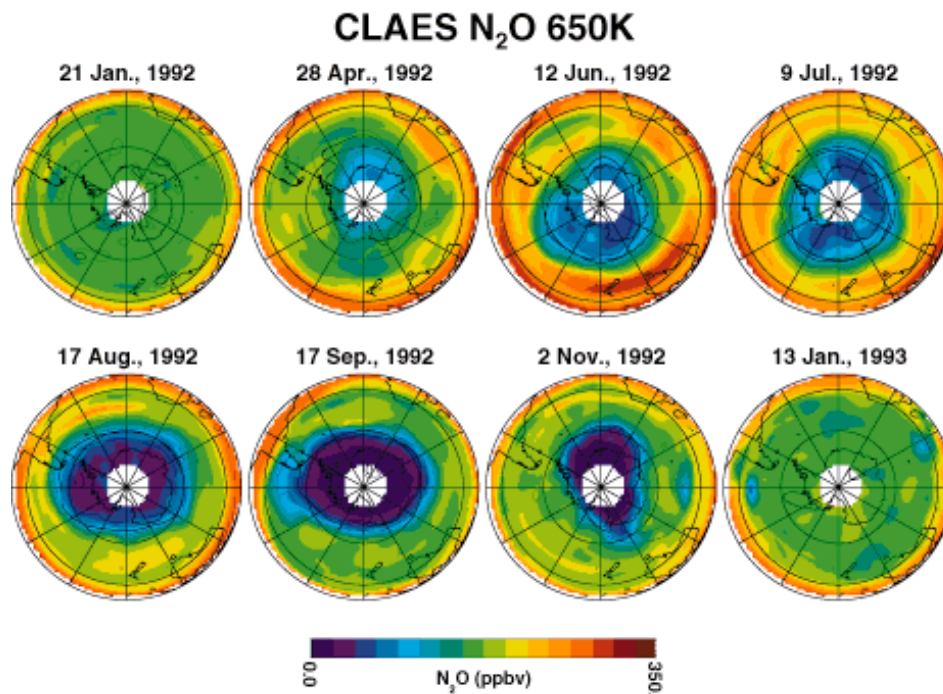 CLAES N₂O 650K
21 Jan., 1992 28 Apr., 1992 12 Jun., 1992 9 Jul., 1992
17 Aug., 1992 17 Sep., 1992 2 Nov., 1992 13 Jan., 1993
0.0 350.
N₂O (ppbv)